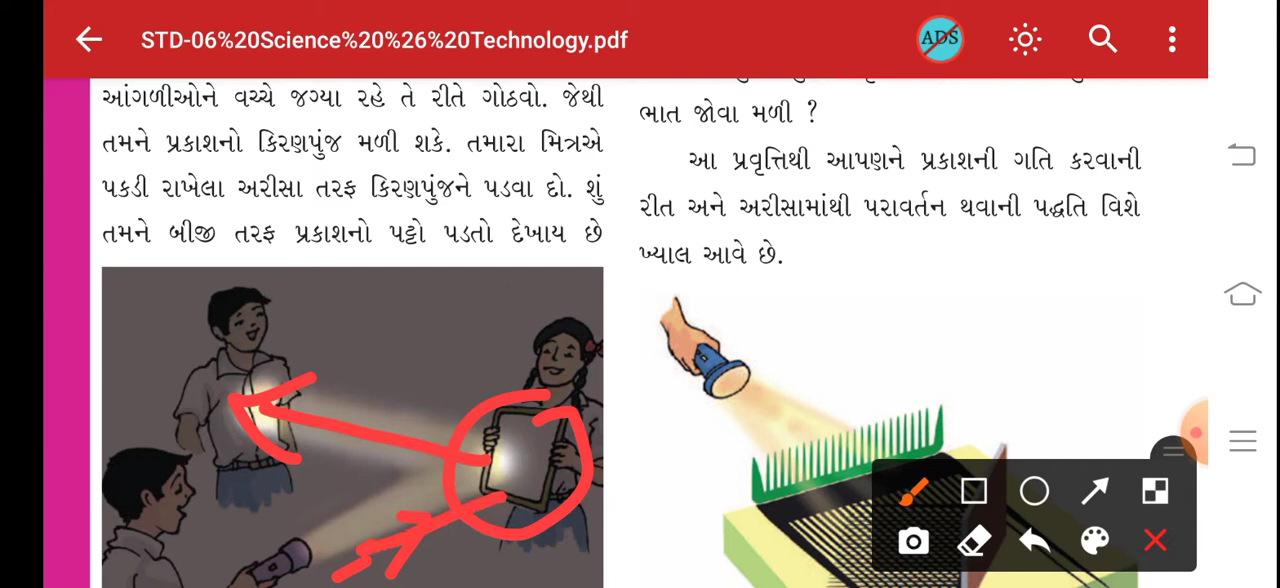 STD-06%20Science%20%26%20Technology.pdf
ADS
આંગળીઓને વચ્ચે જગ્યા રહે તે રીતે ગોઠવો. જેથી
તમને પ્રકાશનો કિરણપુંજ મળી શકે. તમારા મિત્રએ
પકડી રાખેલા અરીસા તરફ કિરણપુંજને પડવા દો. શું
તમને બીજી તરફ પ્રકાશનો પટ્ટો પડતો દેખાય છે
ભાત જોવા મળી ?
આ પ્રવૃત્તિથી આપણને પ્રકાશની ગતિ કરવાની
રીત અને અરીસામાંથી પરાવર્તન થવાની પદ્ધતિ વિશે
ખ્યાલ આવે છે.